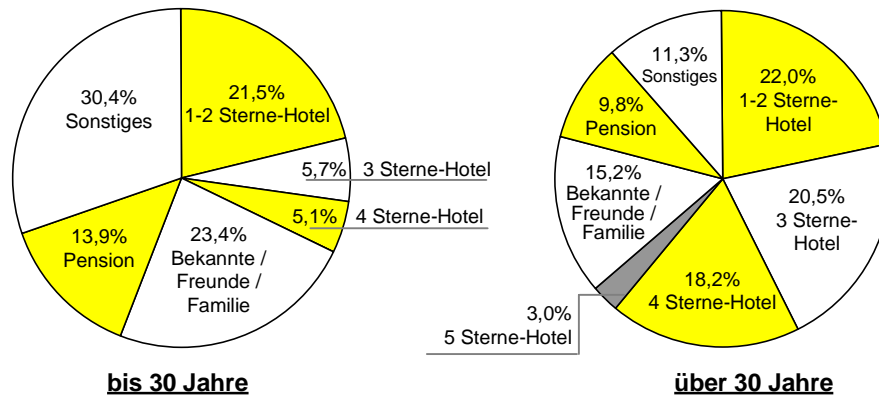 30,4%
Sonstiges
21,5%
1-2 Sterne-Hotel
5,7% 3 Sterne-Hotel
5,1% 4 Sterne-Hotel
23,4%
Bekannte /
Freunde /
Familie
13,9%
Pension
bis 30 Jahre
11,3%
Sonstiges
22,0%
1-2 Sterne-
Hotel
20,5%
3 Sterne-
Hotel
18,2%
4 Sterne-Hotel
3,0%
5 Sterne-Hotel
15,2%
Bekannte /
Freunde /
Familie
9,8%
Pension
über 30 Jahre